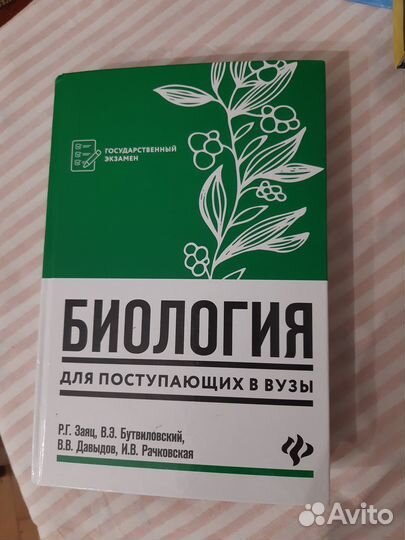 ГОСУДАРСТВЕННЫЙ
ЭКЗАМЕН
БИОЛОГИЯ
ДЛЯ ПОСТУПАЮЩИХ В ВУЗЫ
Р.Г. Заяц, В.Э. Бутвиловский,
В.В. Давыдов, И.В. Рачковская
Avito